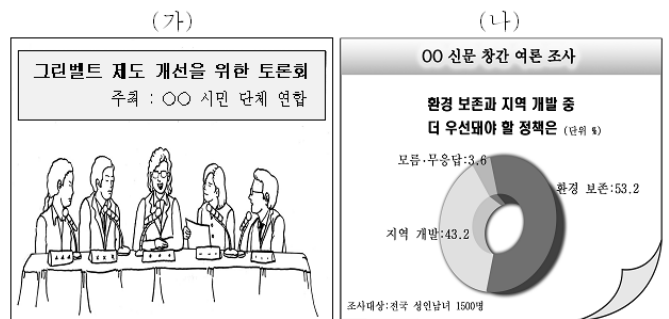 (가)
그린벨트 제도 개선을 위한 토론회
주최 : ○○ 시민 단체 연합
(나)
○○ 신문 창간 여론 조사
환경 보존과 지역 개발 중
더 우선돼야 할 정책은 (단위 %)
모름·무응답:3.6
환경 보존:53.2
지역 개발:43.2
조사대상:전국 성인남녀 1500명